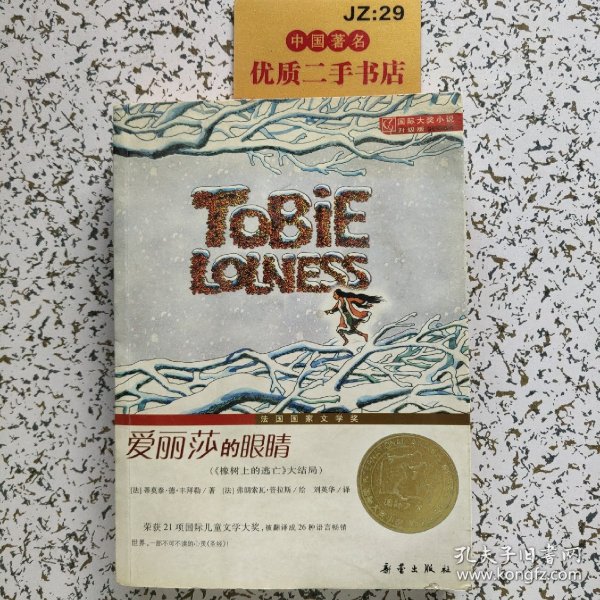 JZ:29
中国著名
优质二手书店
国际大奖小说
升级版
TOBIE
LOLNESS
法国国家文学奖
爱丽莎的眼睛
(《橡树上的逃亡》大结局)
[法]蒂莫泰·德·丰拜勒/著 [法]弗朗索瓦·普拉斯/绘 刘英华/译
荣获21项国际儿童文学大奖,被翻译成26种语言畅销
世界,一部不可不读的心灵《圣经》!
新蕾出版社
孔夫子旧书网
www.kongfz.com